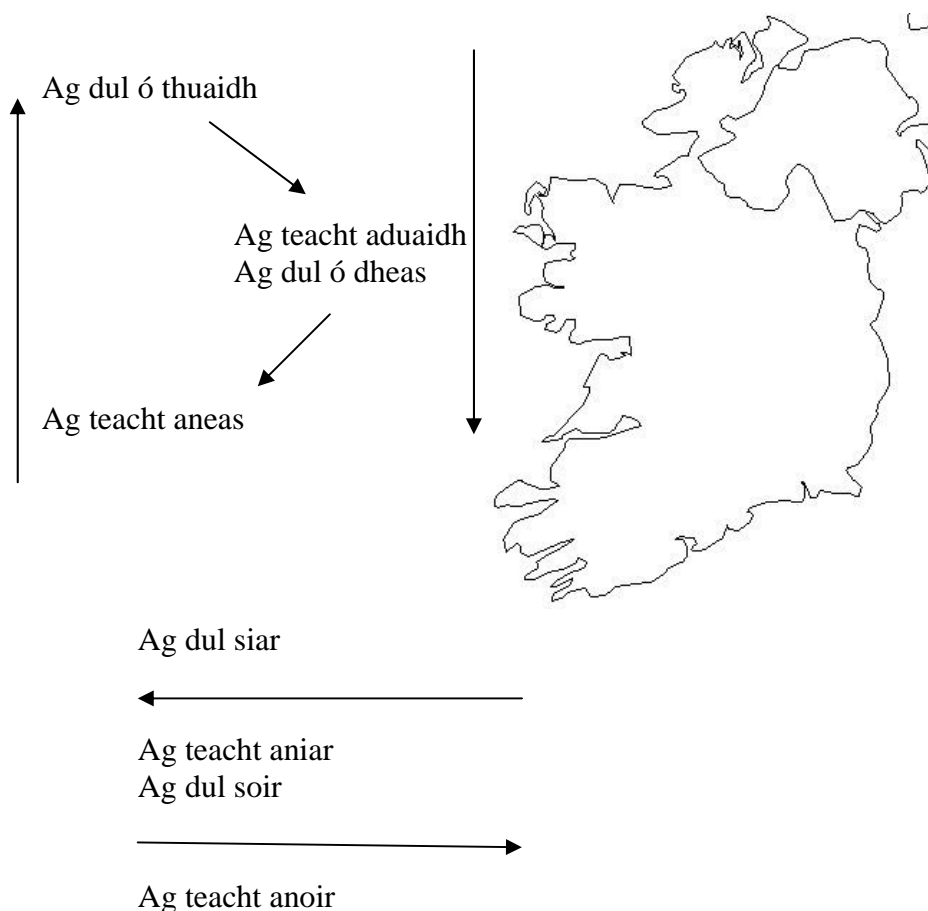 Ag dul ó thuaidh
Ag teacht aduaidh
Ag dul ó dheas
Ag teacht aneas
Ag dul siar
Ag teacht aniar
Ag dul soir
Ag teacht anoir